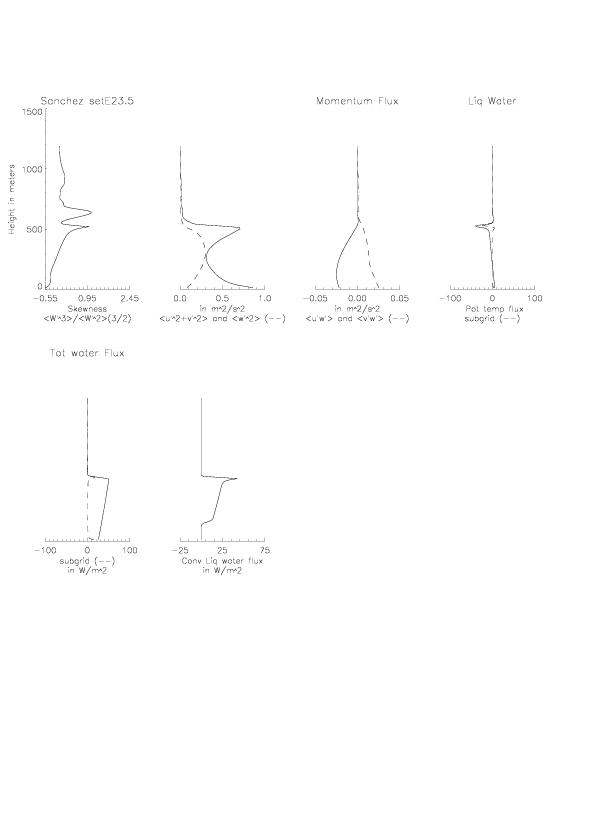 Sanchez setE23.5
Momentum Flux
Liq Water
Height in meters
1500
1000
500
0
-0.55 0.95 2.45
Skewness
<W'^3>/<W'^2>(3/2)
0.0 0.5 1.0
in m^2/s^2
<u'^2+v'^2> and <w'^2> (--)
-0.05 0.00 0.05
in m^2/s^2
<u'w'> and <v'w'> (--)
-100 0 100
Pot temp flux
subgrid (--)
Tot water Flux
-100 0 100
subgrid (--)
in W/m^2
-25 25 75
Conv Liq water flux
in W/m^2